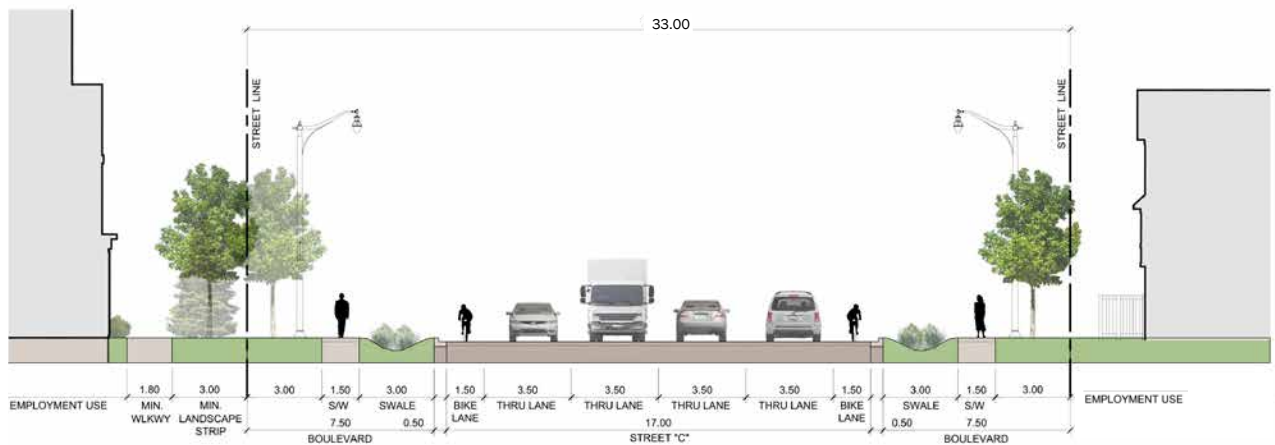 33.00
STREET LINE
STREET LINE
1.80 3.00 3.00 1.50 3.00 1.50 3.50 3.50 3.50 3.50 1.50 3.00 1.50 3.00
EMPLOYMENT USE MIN. WLKWY MIN. LANDSCAPE STRIP S/W SWALE BIKE LANE THRU LANE THRU LANE THRU LANE THRU LANE BIKE LANE SWALE S/W EMPLOYMENT USE
7.50 0.50 17.00 0.50 7.50
BOULEVARD STREET "C" BOULEVARD